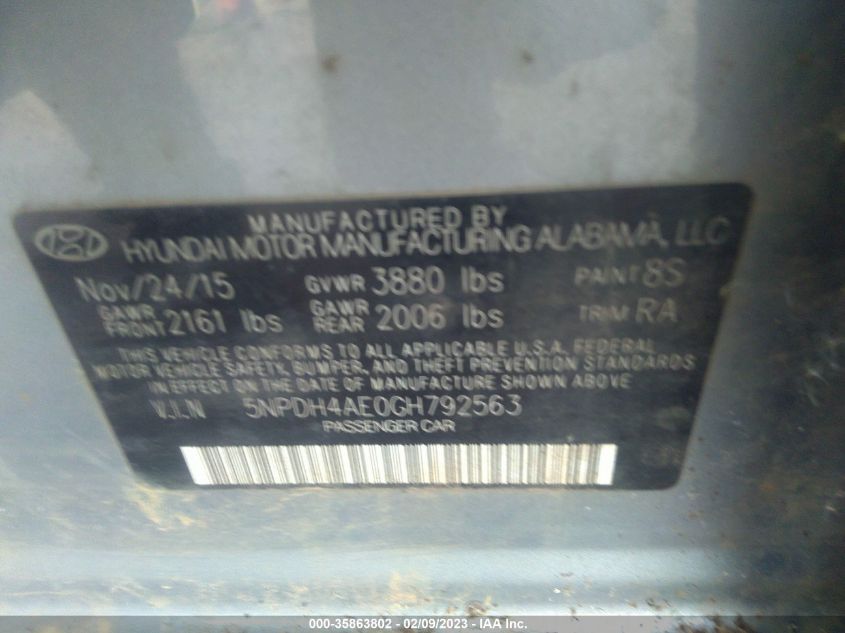 MANUFACTURED BY
HYUNDAI MOTOR MANUFACTURING ALABAMA, LLC
Nov/24/15 GVWR 3880 lbs PAINT 8S
GAWR FRONT 2161 lbs GAWR REAR 2006 lbs TRIM RA
THIS VEHICLE CONFORMS TO ALL APPLICABLE U.S.A. FEDERAL
MOTOR VEHICLE SAFETY, BUMPER, AND THEFT PREVENTION STANDARDS
IN EFFECT ON THE DATE OF MANUFACTURE SHOWN ABOVE
V.I.N 5NPDH4AE0GH792563
PASSENGER CAR
000-35863802 - 02/09/2023 - IAA Inc.